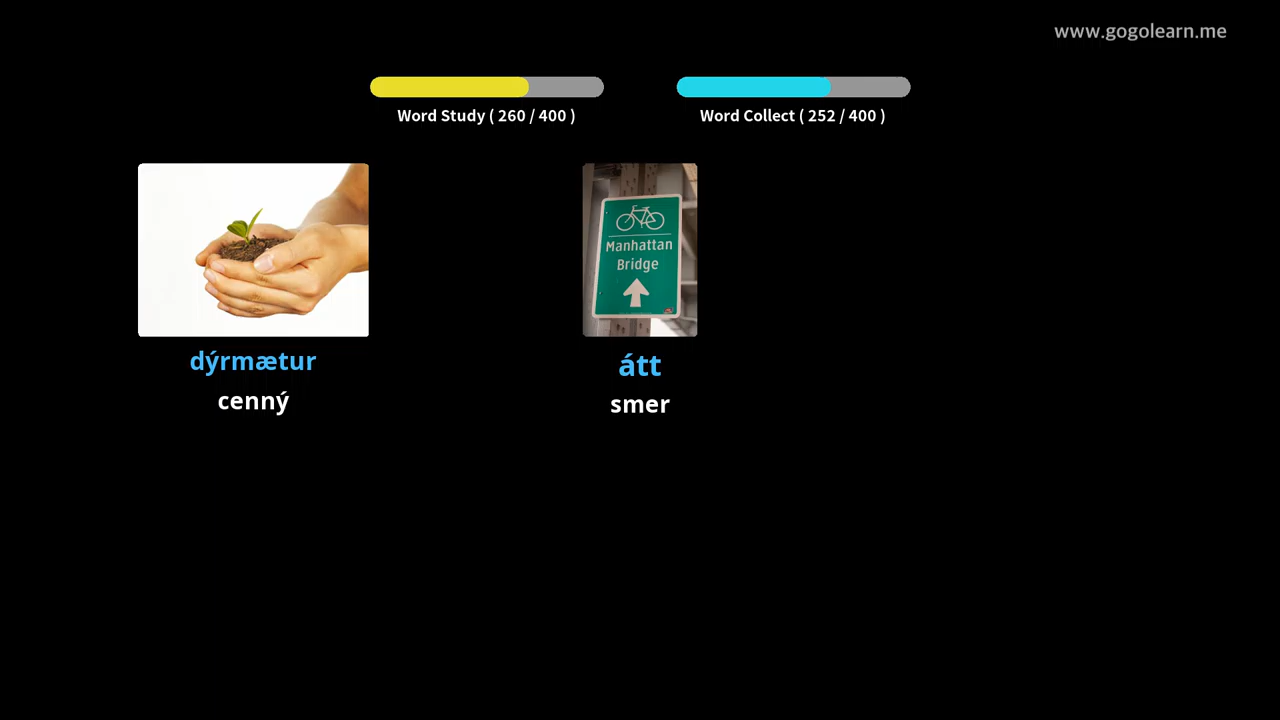 www.gogolearn.me
Word Study ( 260 / 400 )
Word Collect ( 252 / 400 )
Manhattan
Bridge
dýrmætur
cenný
átt
smer